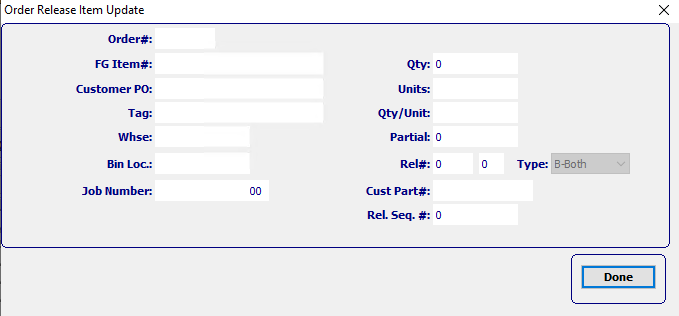 Order Release Item Update
Order#:
FG Item#: Qty: 0
Customer PO: Units:
Tag: Qty/Unit:
Whse: Partial: 0
Bin Loc.: Rel#: 0 0 Type: B-Both
Job Number: 00 Cust Part#:
Rel. Seq. #: 0
Done